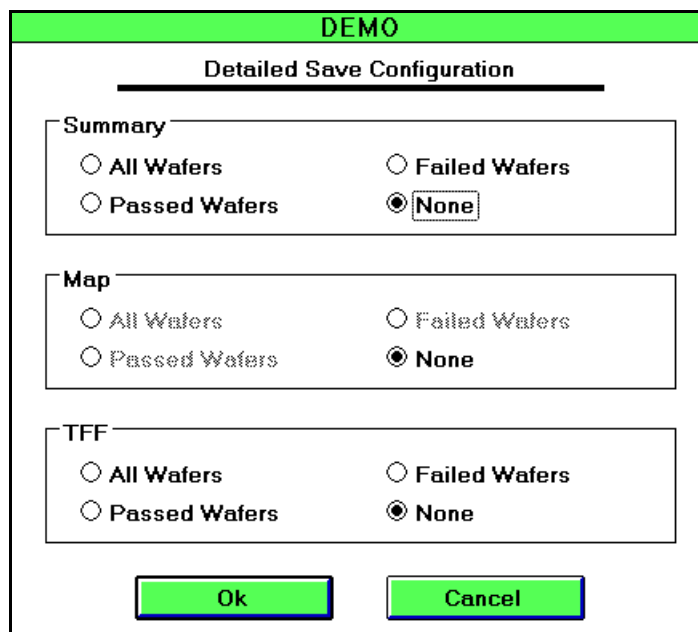 DEMO
Detailed Save Configuration
Summary
All Wafers Failed Wafers
Passed Wafers None
Map
All Wafers Failed Wafers
Passed Wafers None
TFF
All Wafers Failed Wafers
Passed Wafers None
Ok Cancel